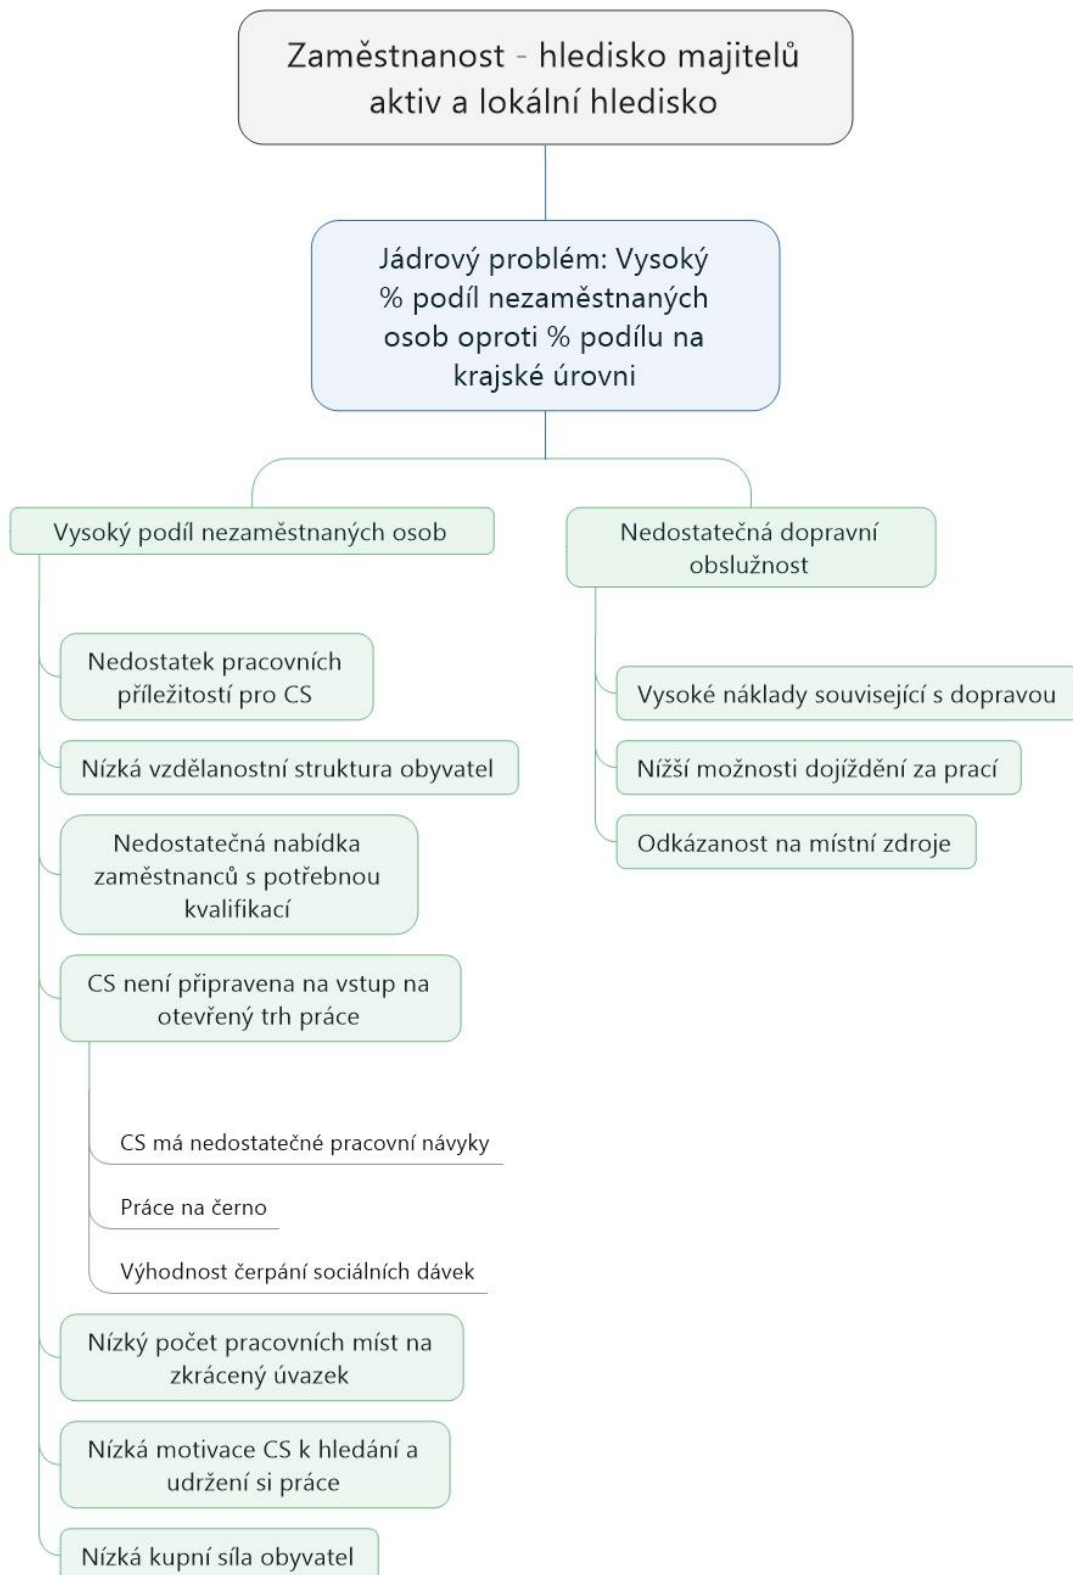 Zaměstnanost - hledisko majitelů
aktiv a lokální hledisko
Jádrový problém: Vysoký
% podíl nezaměstnaných
osob oproti % podílu na
krajské úrovni
Vysoký podíl nezaměstnaných osob
Nedostatek pracovních
příležitostí pro CS
Nízká vzdělanostní struktura obyvatel
Nedostatečná nabídka
zaměstnanců s potřebnou
kvalifikací
CS není připravena na vstup na
otevřený trh práce
CS má nedostatečné pracovní návyky
Práce na černo
Výhodnost čerpání sociálních dávek
Nízký počet pracovních míst na
zkrácený úvazek
Nízká motivace CS k hledání a
udržení si práce
Nízká kupní síla obyvatel
Nedostatečná dopravní
obslužnost
Vysoké náklady související s dopravou
Nížší možnosti dojíždění za prací
Odkázanost na místní zdroje